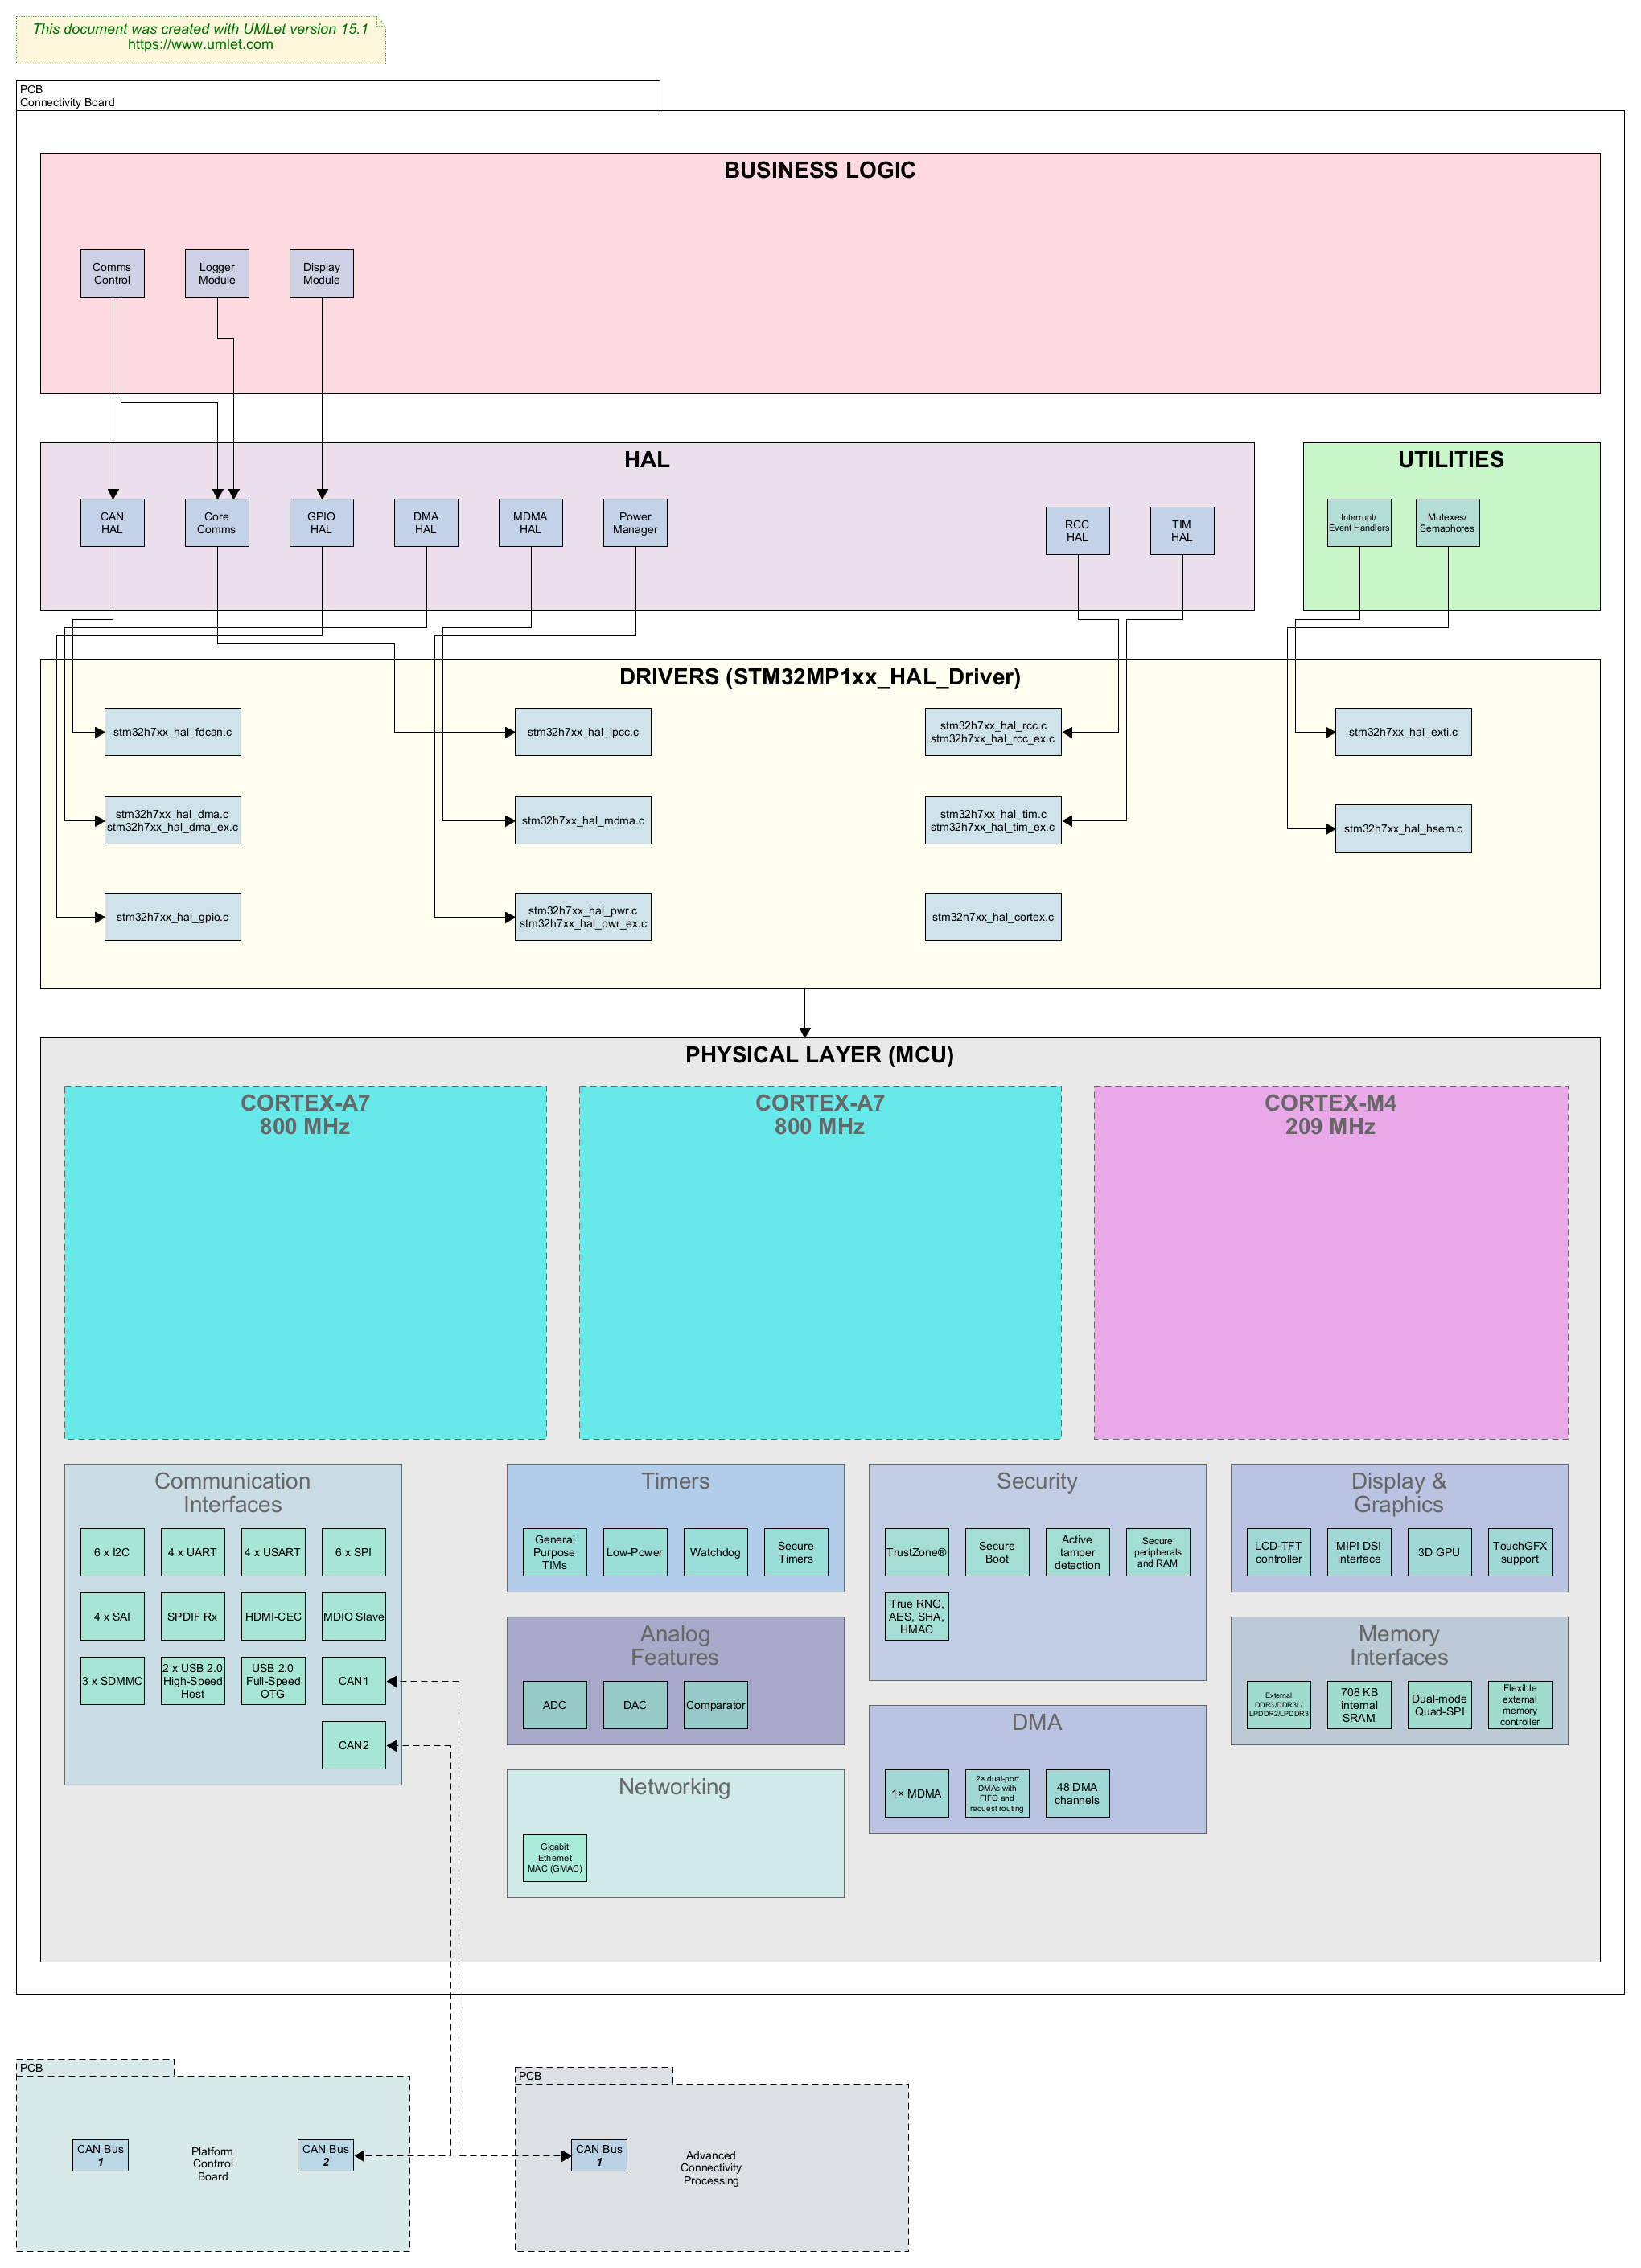 This document was created with UMLet version 15.1
https://www.umlet.com
PCB
Connectivity Board
BUSINESS LOGIC
Comms
Control
Logger
Module
Display
Module
HAL
CAN
HAL
Core
Comms
GPIO
HAL
DMA
HAL
MDMA
HAL
Power
Manager
RCC
HAL
TIM
HAL
UTILITIES
Interrupt/
Event Handlers
Mutexes/
Semaphores
DRIVERS (STM32MP1xx_HAL_Driver)
stm32h7xx_hal_fdcan.c
stm32h7xx_hal_ipcc.c
stm32h7xx_hal_rcc.c
stm32h7xx_hal_rcc_ex.c
stm32h7xx_hal_exti.c
stm32h7xx_hal_dma.c
stm32h7xx_hal_dma_ex.c
stm32h7xx_hal_mdma.c
stm32h7xx_hal_tim.c
stm32h7xx_hal_tim_ex.c
stm32h7xx_hal_hsem.c
stm32h7xx_hal_gpio.c
stm32h7xx_hal_pwr.c
stm32h7xx_hal_pwr_ex.c
stm32h7xx_hal_cortex.c
PHYSICAL LAYER (MCU)
CORTEX-A7
800 MHz
CORTEX-A7
800 MHz
CORTEX-M4
209 MHz
Communication
Interfaces
6 x I2C
4 x UART
4 x USART
6 x SPI
4 x SAI
SPDIF Rx
HDMI-CEC
MDIO Slave
3 x SDMMC
2 x USB 2.0
High-Speed
Host
USB 2.0
Full-Speed
OTG
CAN1
CAN2
Timers
General
Purpose
TIMs
Low-Power
Watchdog
Secure
Timers
Analog
Features
ADC
DAC
Comparator
Networking
Gigabit
Ethernet
MAC (GMAC)
Security
TrustZone®
Secure
Boot
Active
tamper
detection
Secure
peripherals
and RAM
True RNG,
AES, SHA,
HMAC
DMA
1× MDMA
2× dual-port
DMAs with
FIFO and
request routing
48 DMA
channels
Display &
Graphics
LCD-TFT
controller
MIPI DSI
interface
3D GPU
TouchGFX
support
Memory
Interfaces
External
DDR3/DDR3L/
LPDDR2/LPDDR3
708 KB
internal
SRAM
Dual-mode
Quad-SPI
Flexible
external
memory
controller
PCB
CAN Bus
1
Platform
Contrrol
Board
CAN Bus
2
PCB
CAN Bus
1
Advanced
Connectivity
Processing